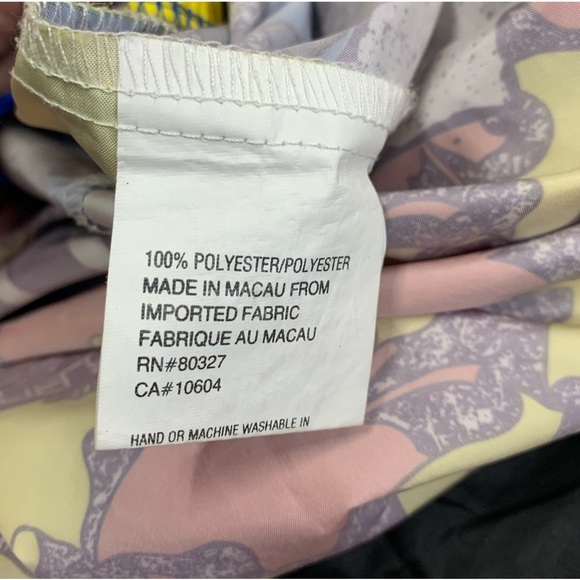 100% POLYESTER/POLYESTER
MADE IN MACAU FROM
IMPORTED FABRIC
FABRIQUE AU MACAU
RN#80327
CA#10604
HAND OR MACHINE WASHABLE IN